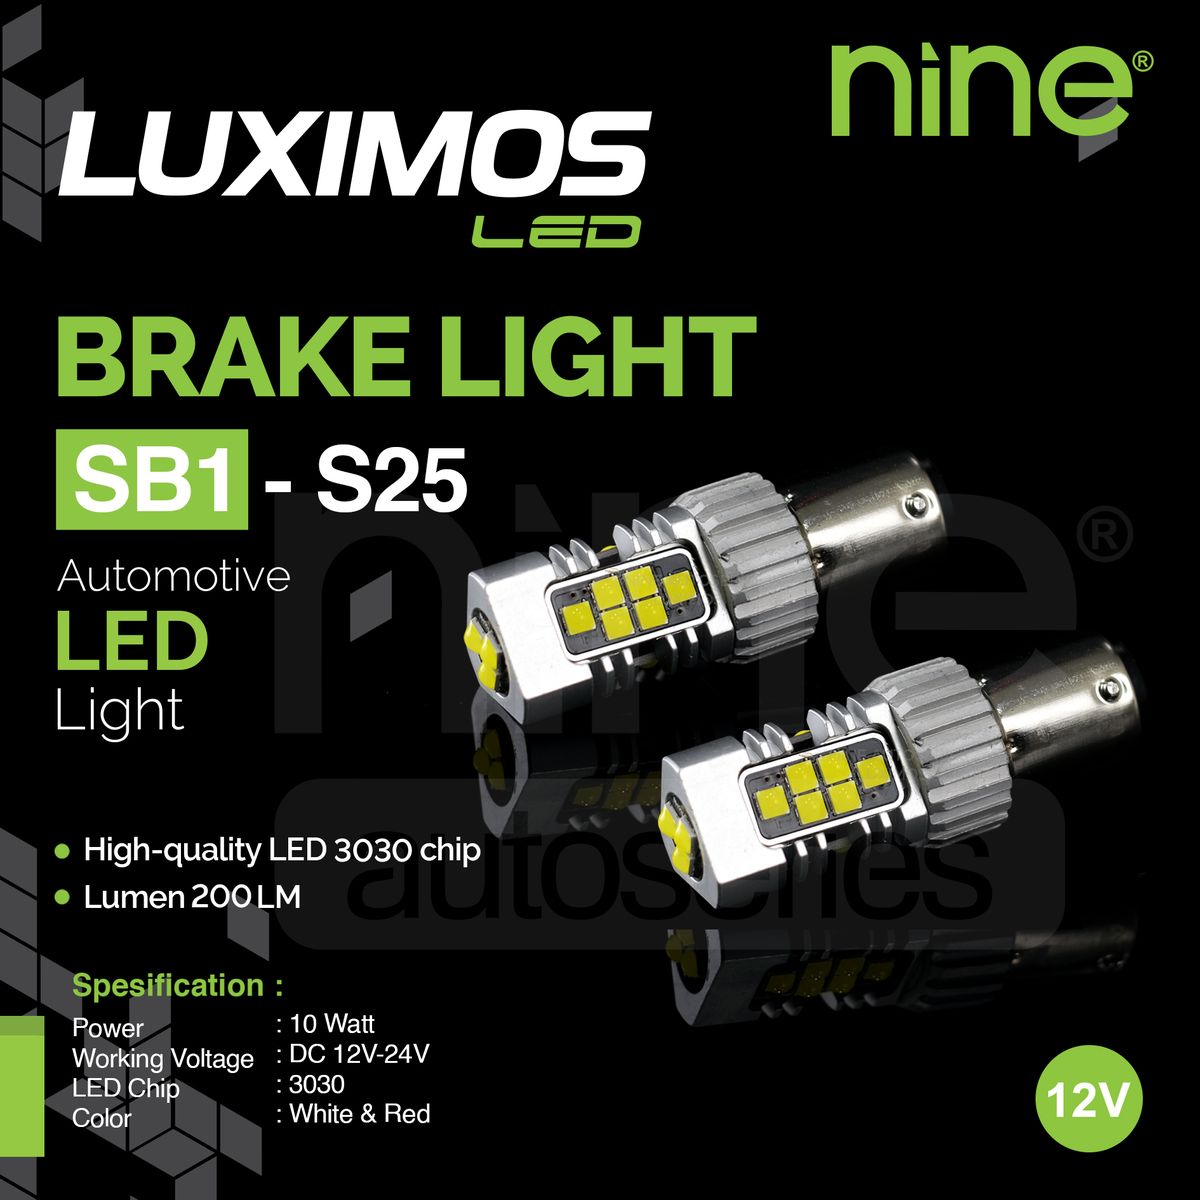 nine®
LUXIMOS
LED
BRAKE LIGHT
SB1 - S25
Automotive
LED
Light
nine®
autoseries
• High-quality LED 3030 chip
• Lumen 200 LM
Spesification :
Power : 10 Watt
Working Voltage : DC 12V-24V
LED Chip : 3030
Color : White & Red
12V